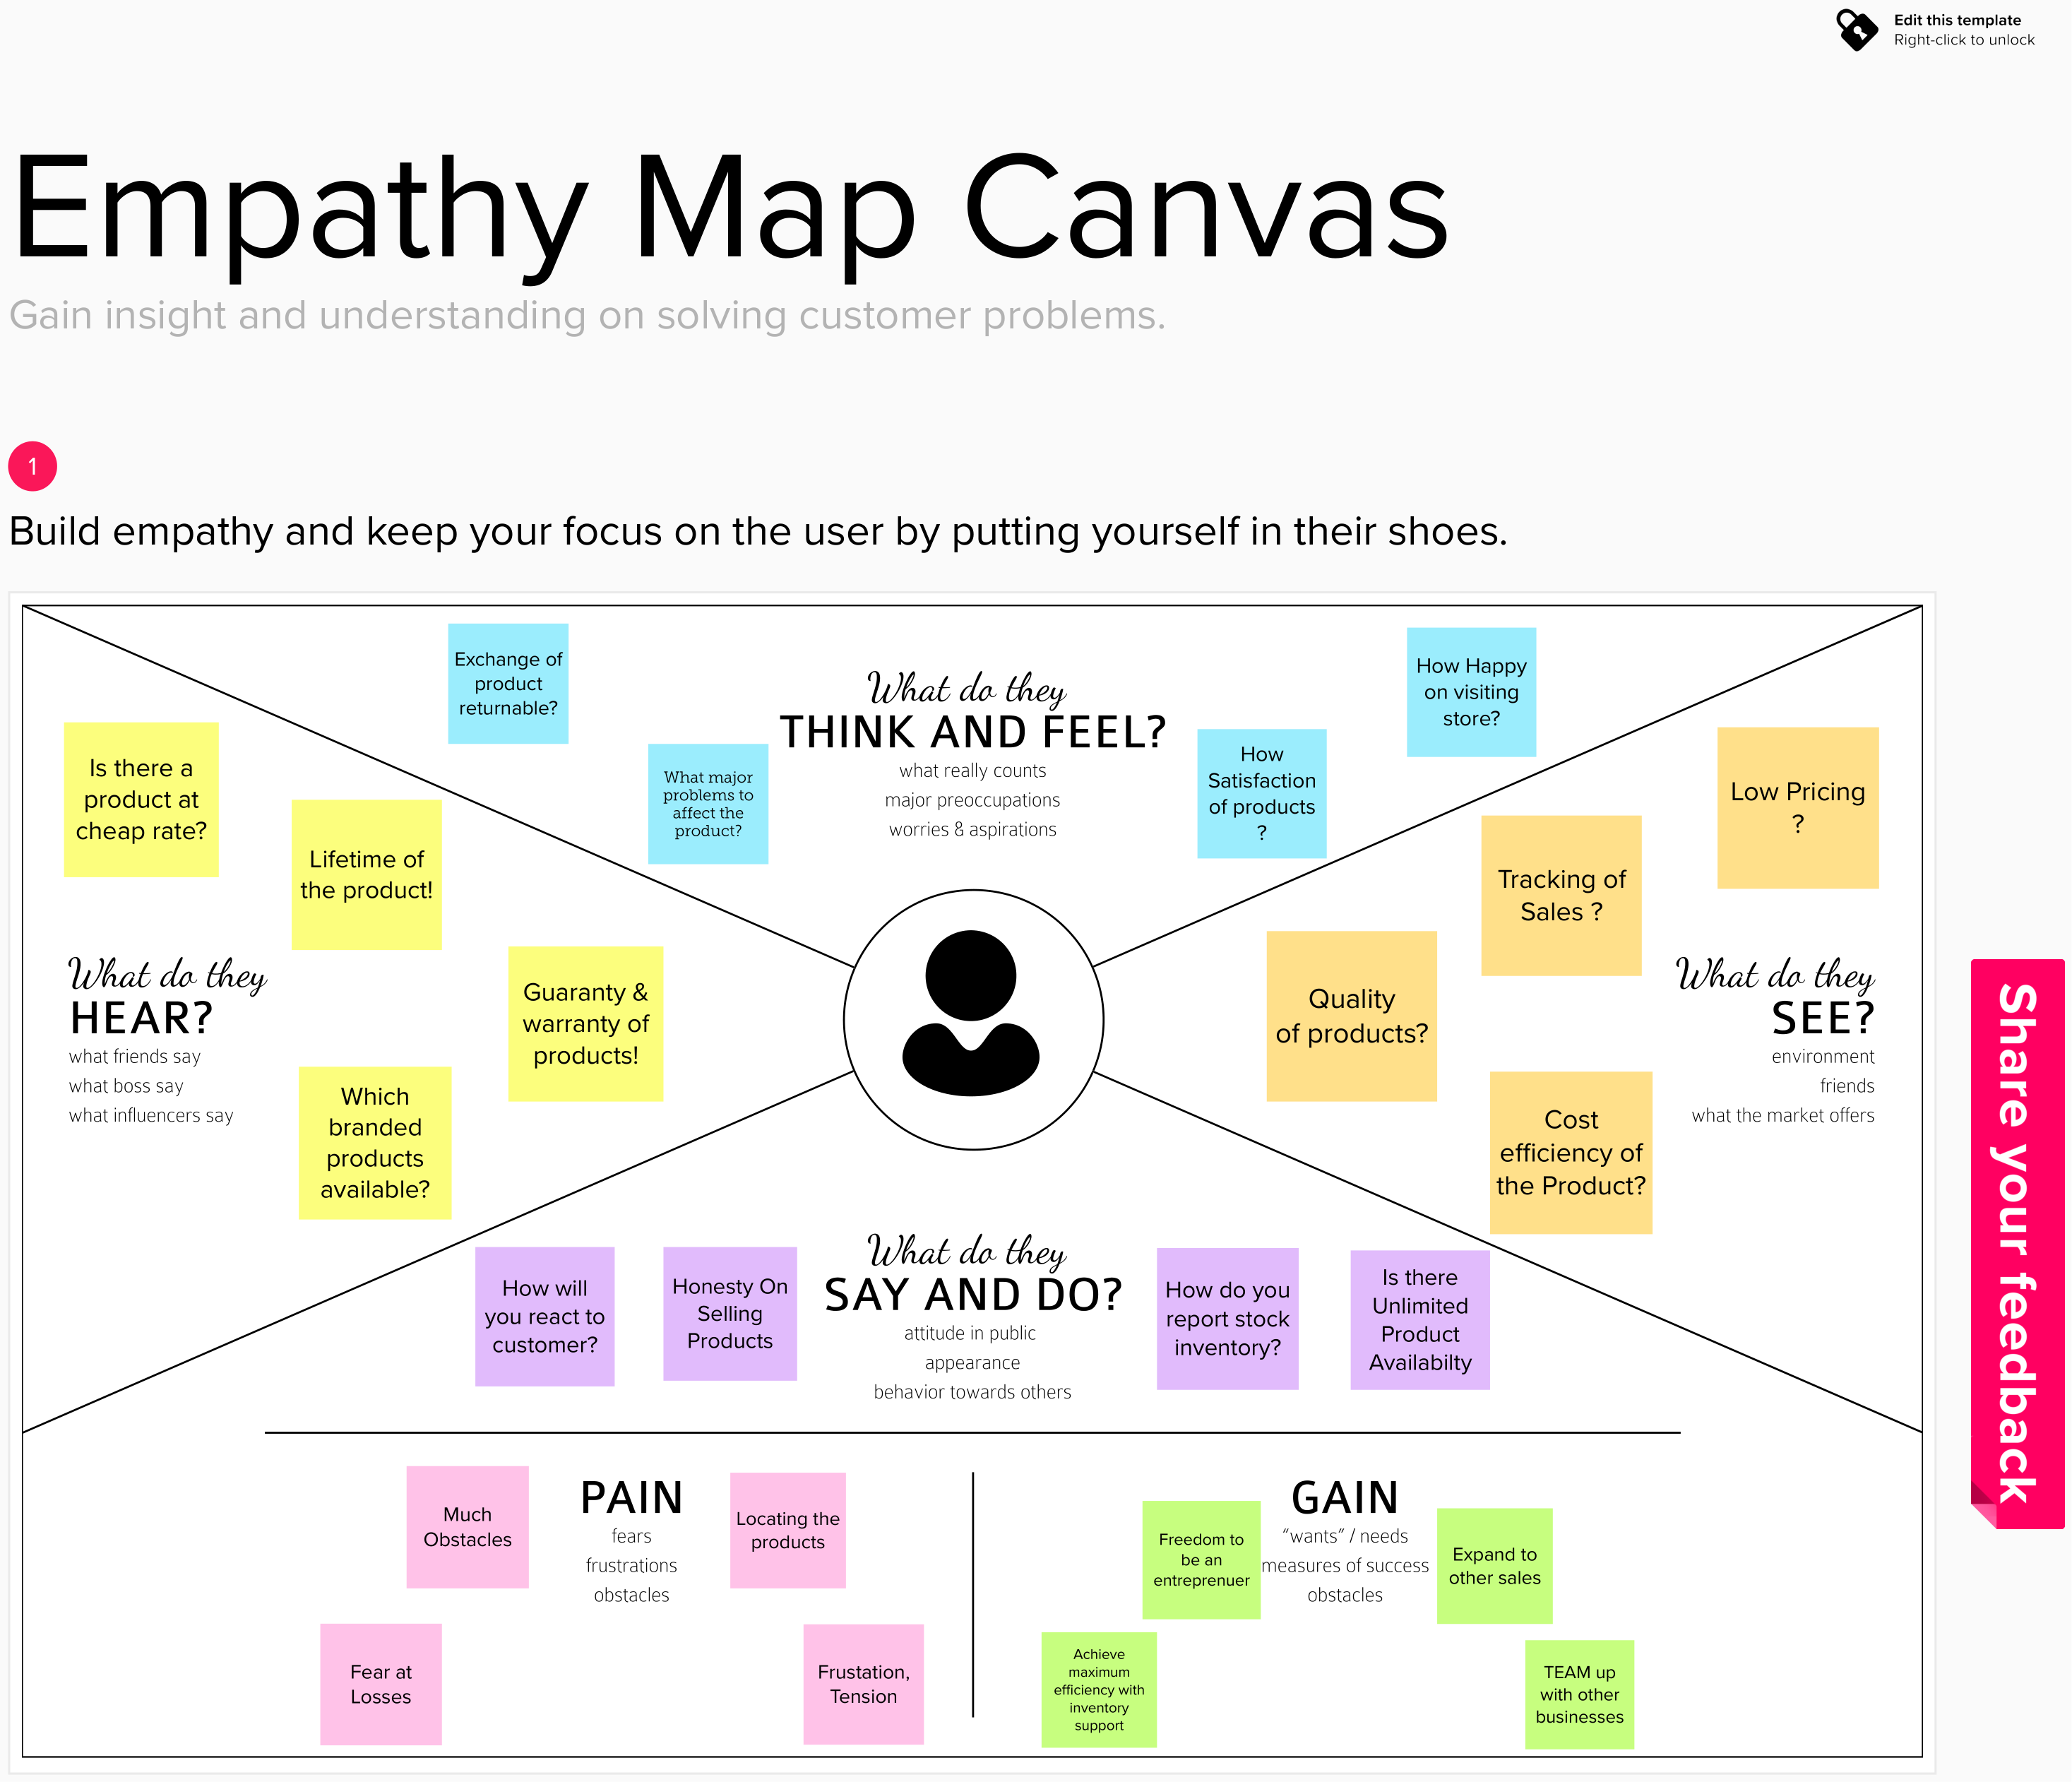 Edit this template
Right-click to unlock
Empathy Map Canvas
Gain insight and understanding on solving customer problems.
1
Build empathy and keep your focus on the user by putting yourself in their shoes.
Exchange of
product
returnable?
What major
problems to
affect the
product?
What do they
THINK AND FEEL?
what really counts
major preoccupations
worries & aspirations
How
Satisfaction
of products
?
How Happy
on visiting
store?
Is there a
product at
cheap rate?
Lifetime of
the product!
Guaranty &
warranty of
products!
What do they
HEAR?
what friends say
what boss say
what influencers say
Which
branded
products
available?
Low Pricing
?
Tracking of
Sales ?
Quality
of products?
What do they
SEE?
environment
friends
what the market offers
Cost
efficiency of
the Product?
How will
you react to
customer?
Honesty On
Selling
Products
What do they
SAY AND DO?
attitude in public
appearance
behavior towards others
How do you
report stock
inventory?
Is there
Unlimited
Product
Availabilty
Much
Obstacles
PAIN
fears
frustrations
obstacles
Locating the
products
Fear at
Losses
Frustation,
Tension
Freedom to
be an
entreprenuer
GAIN
“wants” / needs
measures of success
obstacles
Expand to
other sales
Achieve
maximum
efficiency with
inventory
support
TEAM up
with other
businesses
Share your feedback